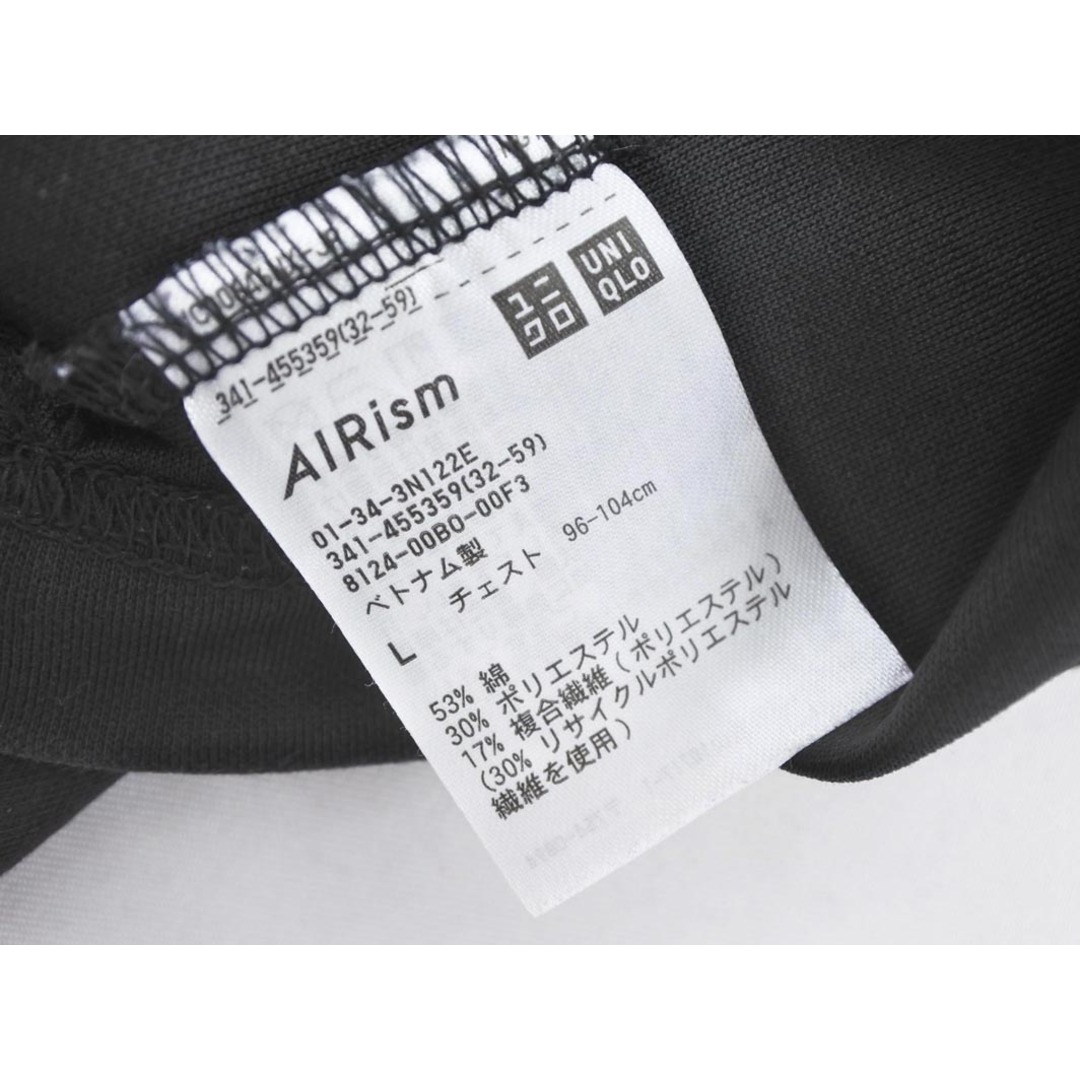 ユニ
クロ
UNI
QLO
341-455359(32-59)
AIRism
01-34-3N122E
341-455359(32-59)
8124-00B0-00F3
ベトナム製
チェスト 96-104cm
L
53% 綿
30% ポリエステル
17% 複合繊維(ポリエステル)
(30% リサイクルポリエステル
繊維を使用)